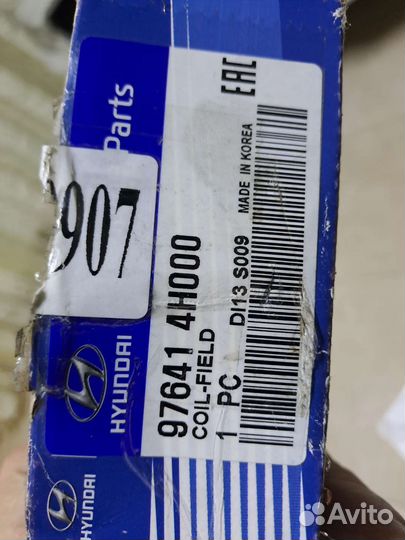 Parts
907
HYUNDAI
97641 4H000
COIL-FIELD
1 PC
DI13 S009
MADE IN KOREA
EAC
HYUNDAI
Avito